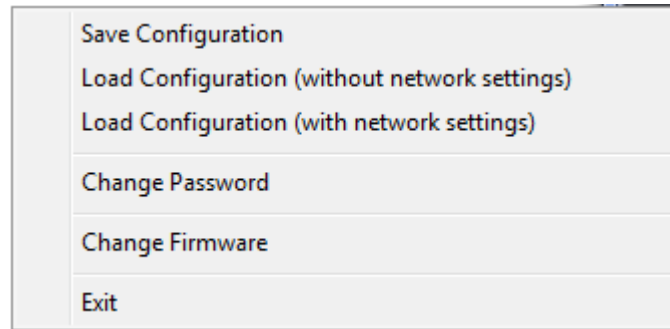 Save Configuration
Load Configuration (without network settings)
Load Configuration (with network settings)
Change Password
Change Firmware
Exit